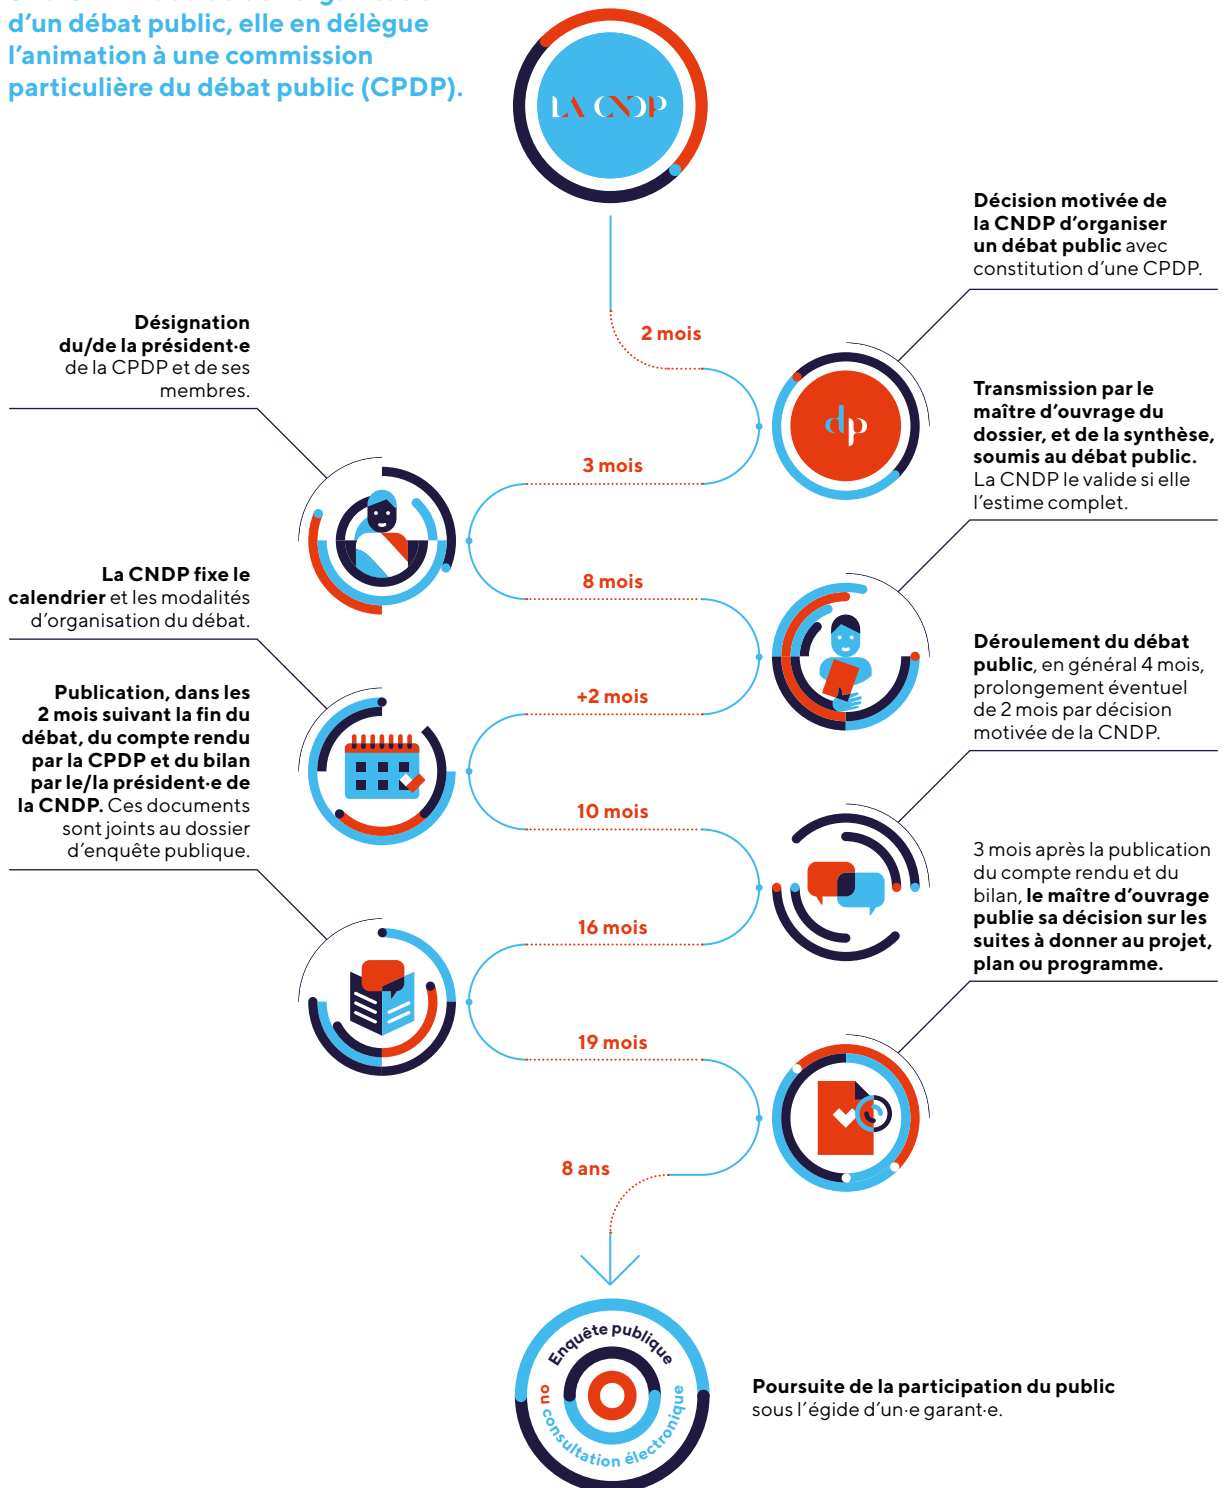 d'un débat public, elle en délègue
l'animation à une commission
particulière du débat public (CPDP).
LA CNDP
Décision motivée de
la CNDP d'organiser
un débat public avec
constitution d'une CPDP.
2 mois
dp
Désignation
du/de la président·e
de la CPDP et de ses
membres.
3 mois
Transmission par le
maître d'ouvrage du
dossier, et de la synthèse,
soumis au débat public.
La CNDP le valide si elle
l'estime complet.
8 mois
La CNDP fixe le
calendrier et les modalités
d'organisation du débat.
+2 mois
Déroulement du débat
public, en général 4 mois,
prolongement éventuel
de 2 mois par décision
motivée de la CNDP.
10 mois
Publication, dans les
2 mois suivant la fin du
débat, du compte rendu
par la CPDP et du bilan
par le/la président·e de
la CNDP. Ces documents
sont joints au dossier
d'enquête publique.
16 mois
3 mois après la publication
du compte rendu et du
bilan, le maître d'ouvrage
publie sa décision sur les
suites à donner au projet,
plan ou programme.
19 mois
8 ans
Enquête publique
ou
consultation électronique
Poursuite de la participation du public
sous l'égide d'un·e garant·e.